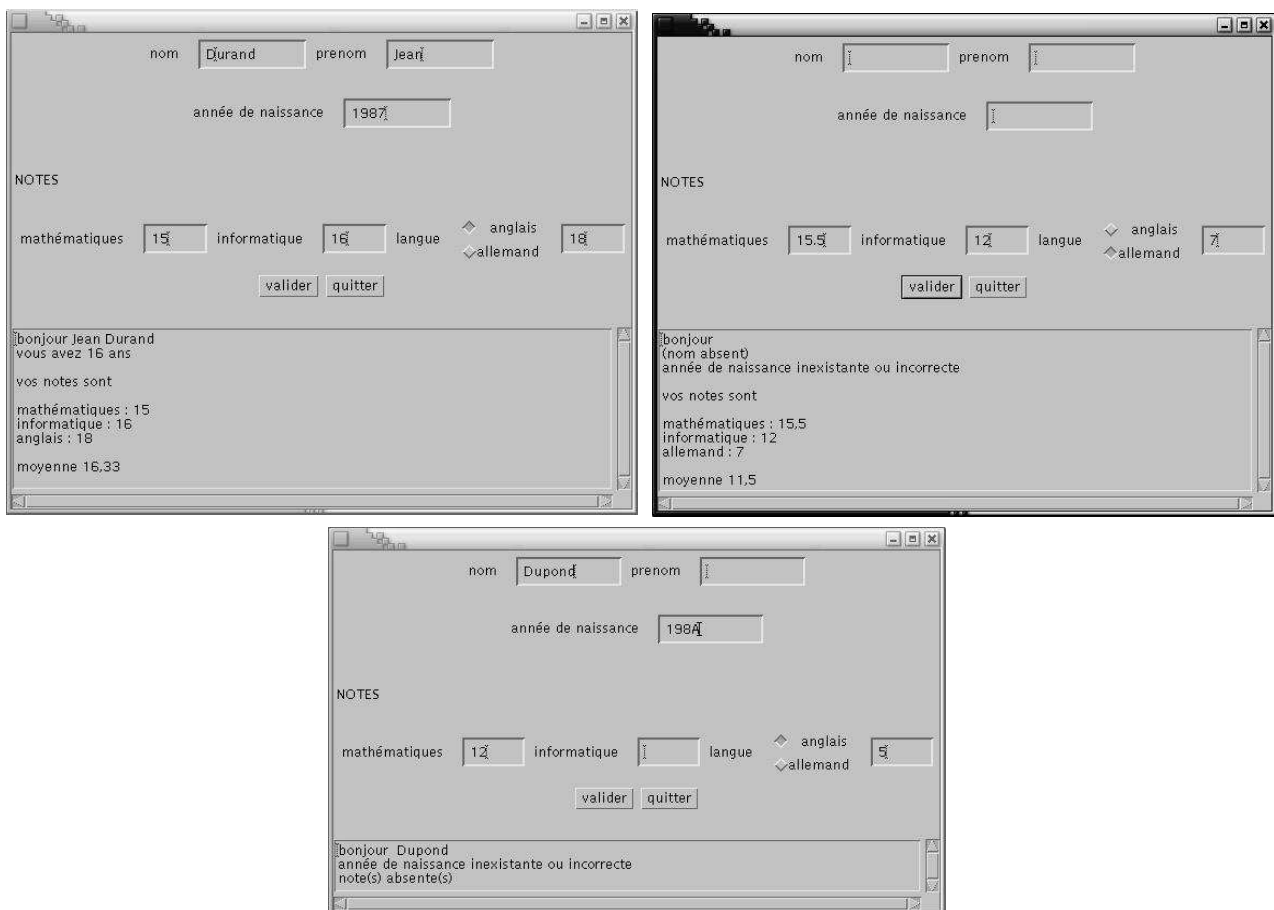 nom Durand prenom Jean
année de naissance 1987
NOTES
mathématiques 15 informatique 16 langue anglais 18
allemand
valider quitter
bonjour Jean Durand
vous avez 16 ans
vos notes sont
mathématiques : 15
informatique : 16
anglais : 18
moyenne 16,33
nom prenom
année de naissance
NOTES
mathématiques 15.5 informatique 12 langue anglais 7
allemand
valider quitter
bonjour
(nom absent)
année de naissance inexistante ou incorrecte
vos notes sont
mathématiques : 15,5
informatique : 12
allemand : 7
moyenne 11,5
nom Dupond prenom
année de naissance 198A
NOTES
mathématiques 12 informatique langue anglais 5
allemand
valider quitter
bonjour Dupond
année de naissance inexistante ou incorrecte
note(s) absente(s)